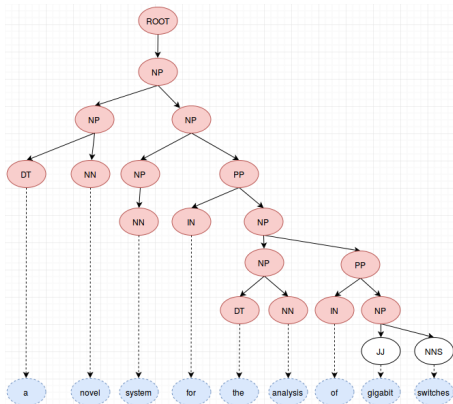 ROOT
NP
NP NP
DT NN NP PP
NN IN NP
NP PP
DT NN IN NP
JJ NNS
a novel system for the analysis of gigabit switches